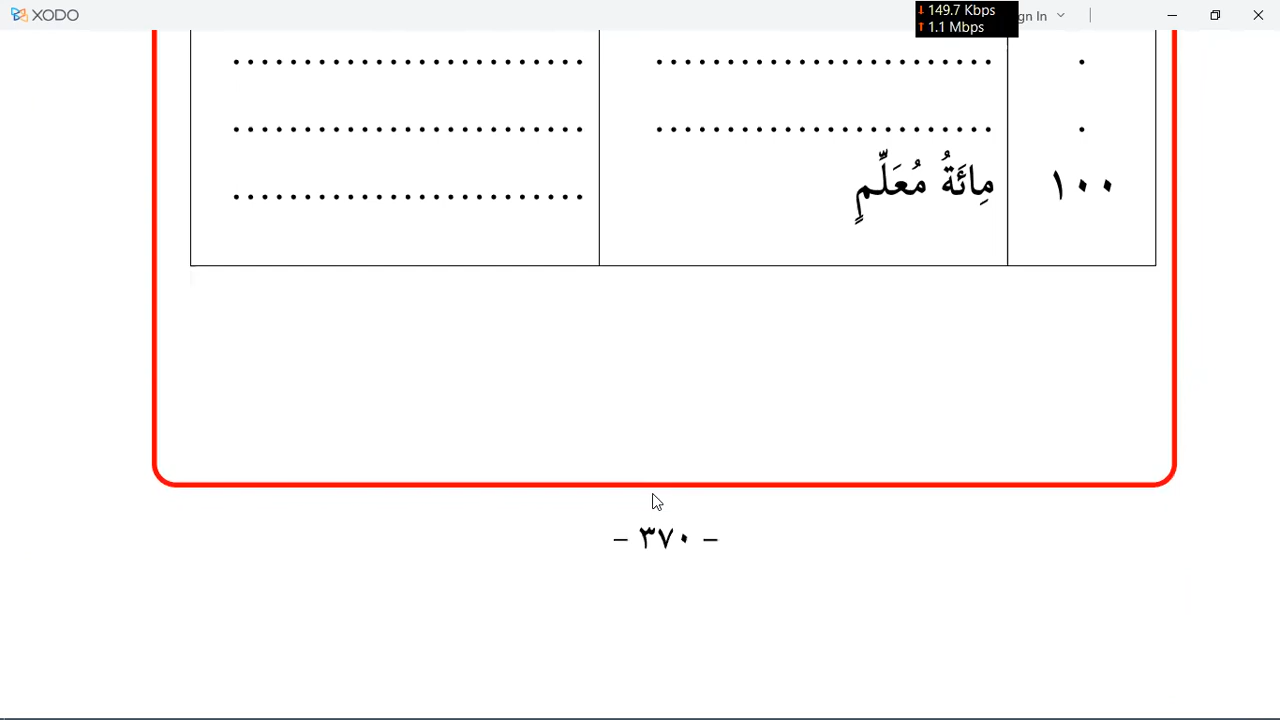 XODO
↓ 149.7 Kbps
↑ 1.1 Mbps
gn In
. ........................ ........................
. ........................ ........................
١٠٠ مِائَةُ مُعَلِّمٍ ........................
- ٣٧٠ -